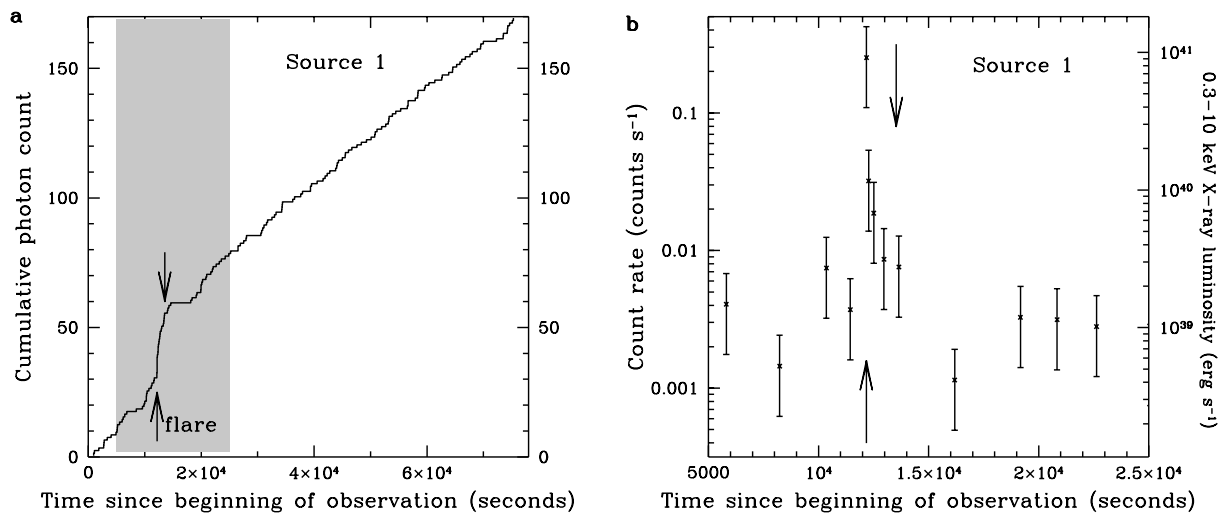 a
Source 1
flare
150
100
50
0
150
100
50
0
0 2×10⁴ 4×10⁴ 6×10⁴
Cumulative photon count
Time since beginning of observation (seconds)
b
Source 1
0.1
0.01
0.001
10⁴¹
10⁴⁰
10³⁹
5000 10⁴ 1.5×10⁴ 2×10⁴ 2.5×10⁴
Count rate (counts s⁻¹)
0.3−10 keV X−ray luminosity (erg s⁻¹)
Time since beginning of observation (seconds)